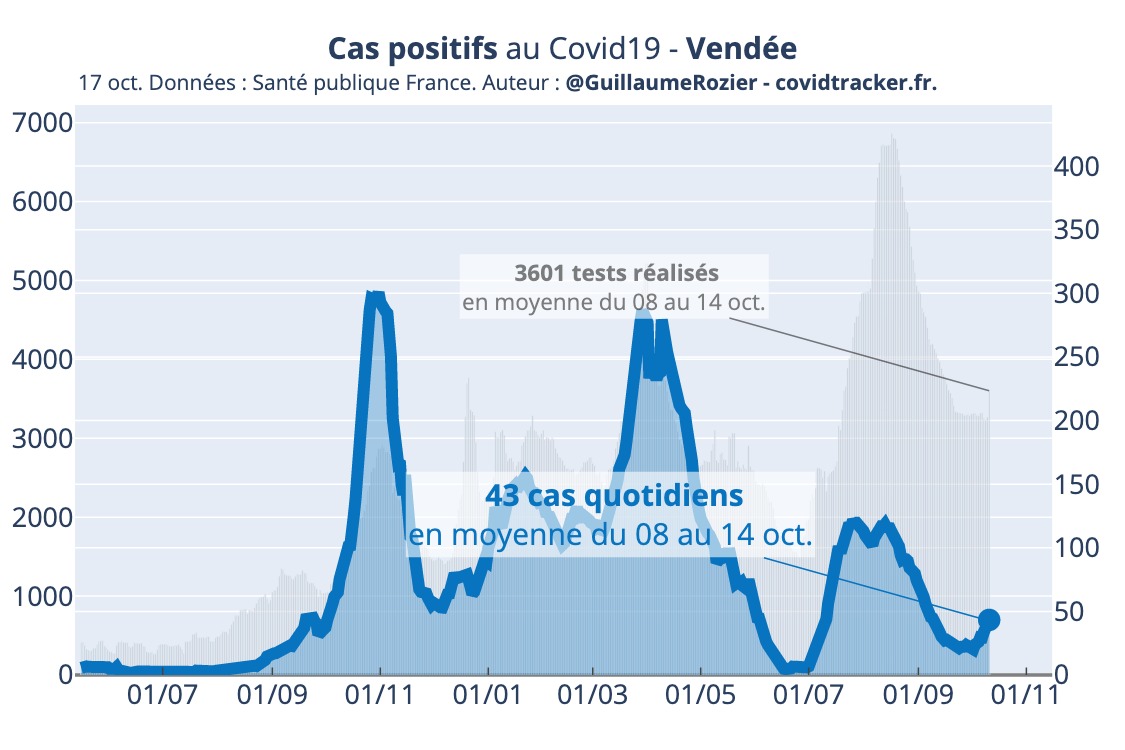 Cas positifs au Covid19 - Vendée
17 oct. Données : Santé publique France. Auteur : @GuillaumeRozier - covidtracker.fr.
7000
6000
5000
4000
3000
2000
1000
0
400
350
300
250
200
150
100
50
0
3601 tests réalisés
en moyenne du 08 au 14 oct.
43 cas quotidiens
en moyenne du 08 au 14 oct.
01/07 01/09 01/11 01/01 01/03 01/05 01/07 01/09 01/11